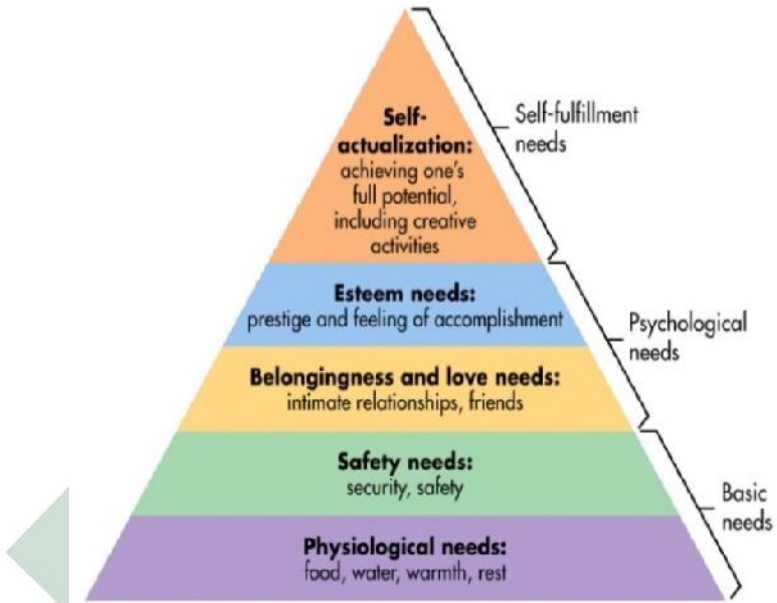 Self-
actualization:
achieving one's
full potential,
including creative
activities
Self-fulfillment
needs
Esteem needs:
prestige and feeling of accomplishment
Psychological
needs
Belongingness and love needs:
intimate relationships, friends
Safety needs:
security, safety
Basic
needs
Physiological needs:
food, water, warmth, rest